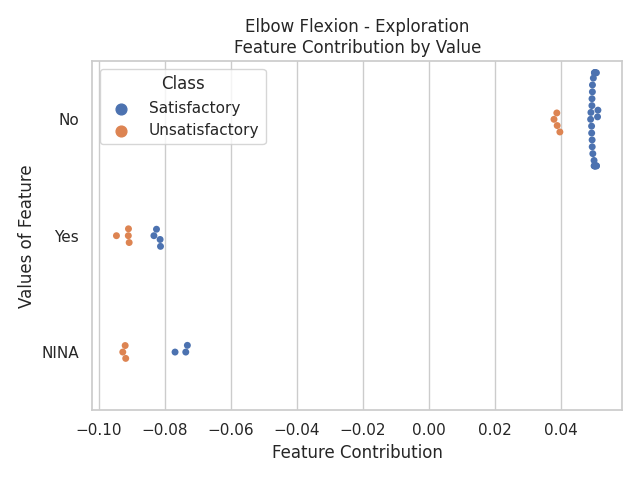 Elbow Flexion - Exploration
Feature Contribution by Value
Class
Satisfactory
Unsatisfactory
No
Yes
NINA
Values of Feature
−0.10 −0.08 −0.06 −0.04 −0.02 0.00 0.02 0.04
Feature Contribution